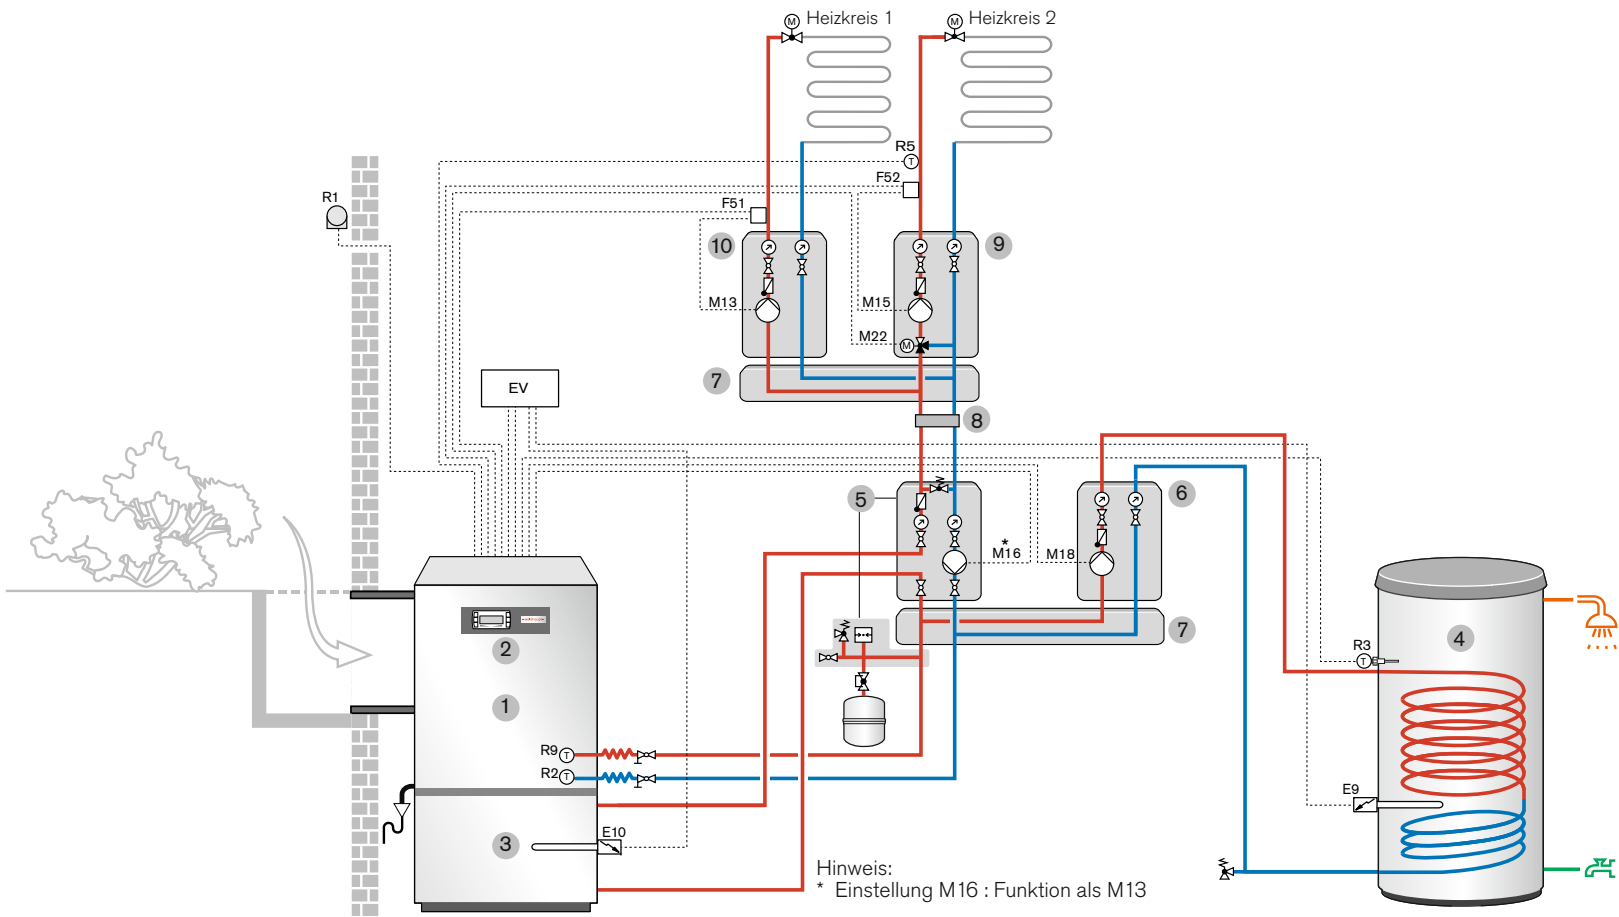 M Heizkreis 1
M Heizkreis 2
R5
T
F52
R1
F51
10
9
M13
M15
M22
M
7
EV
8
5
6
*
M16
M18
7
2
4
R3
T
1
R9 T
R2 T
E9
E10
3
Hinweis:
* Einstellung M16 : Funktion als M13